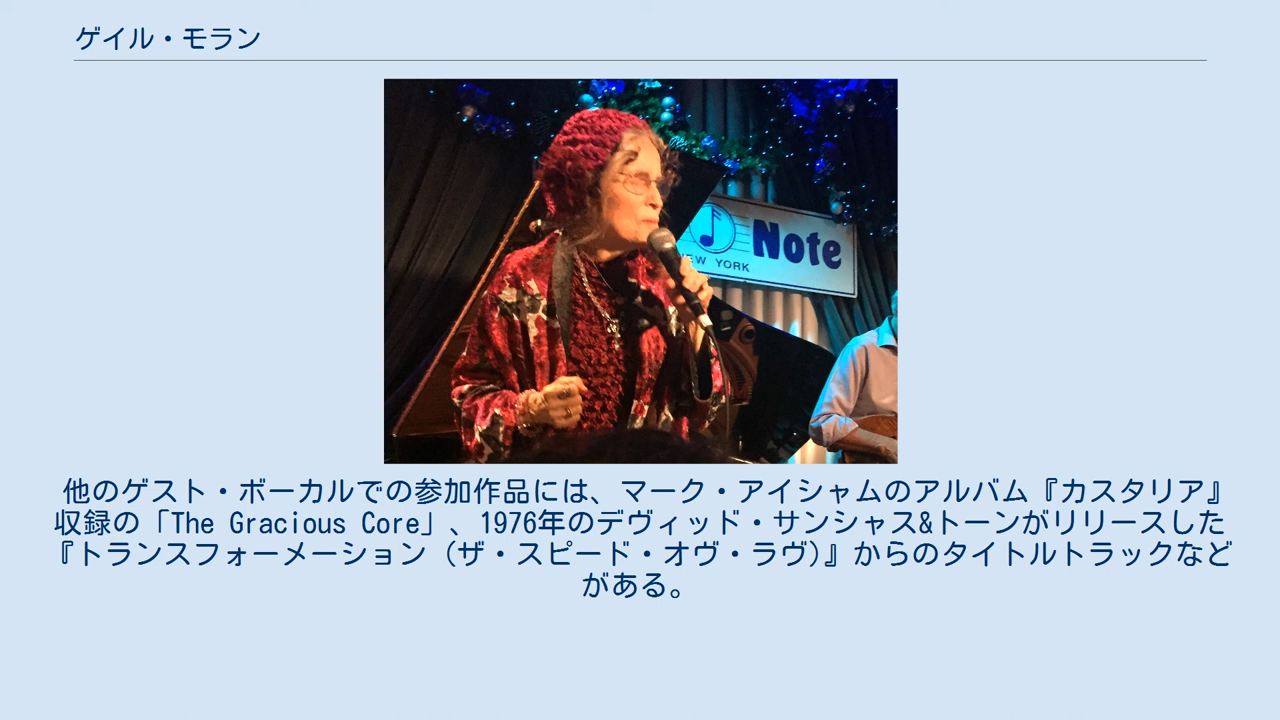 ゲイル・モラン
Note
EW YORK
他のゲスト・ボーカルでの参加作品には、マーク・アイシャムのアルバム『カスタリア』
収録の「The Gracious Core」、1976年のデヴィッド・サンシャス&トーンがリリースした
『トランスフォーメーション（ザ・スピード・オヴ・ラヴ）』からのタイトルトラックなど
がある。